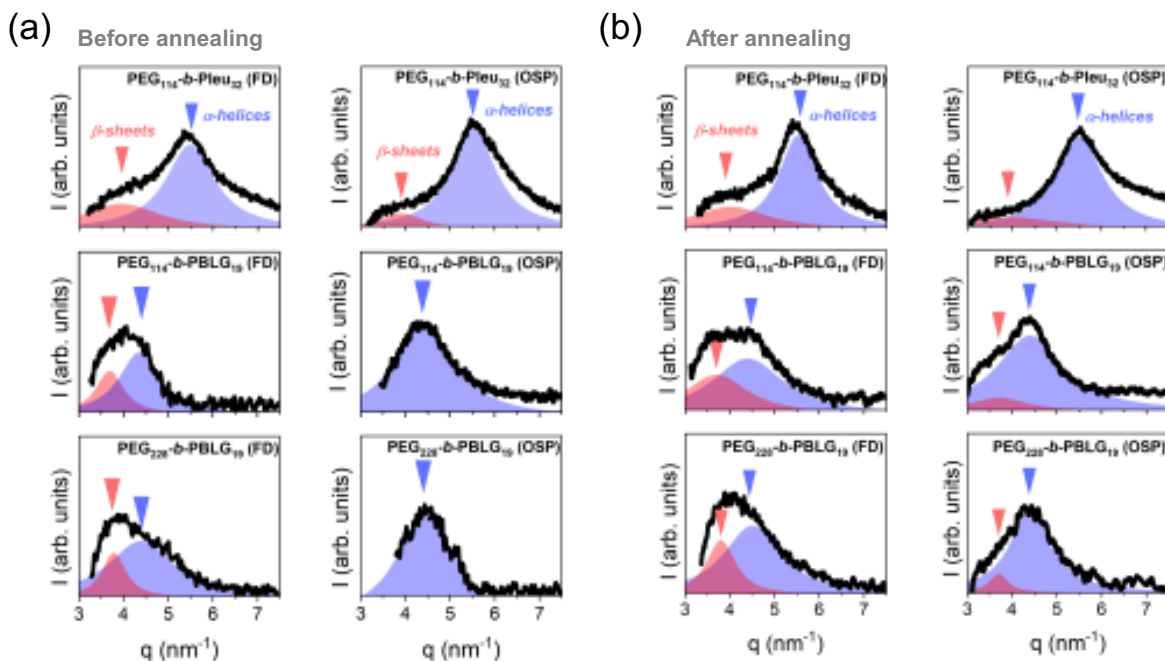 (a) Before annealing
(b) After annealing
PEG114-b-Pleu32 (FD)
β-sheets
α-helices
I (arb. units)
PEG114-b-Pleu32 (OSP)
β-sheets
α-helices
I (arb. units)
PEG114-b-Pleu32 (FD)
β-sheets
α-helices
I (arb. units)
PEG114-b-Pleu32 (OSP)
α-helices
I (arb. units)
PEG114-b-PBLG19 (FD)
I (arb. units)
PEG114-b-PBLG19 (OSP)
I (arb. units)
PEG114-b-PBLG19 (FD)
I (arb. units)
PEG114-b-PBLG19 (OSP)
I (arb. units)
PEG228-b-PBLG19 (FD)
I (arb. units)
PEG228-b-PBLG19 (OSP)
I (arb. units)
PEG228-b-PBLG19 (FD)
I (arb. units)
PEG228-b-PBLG19 (OSP)
I (arb. units)
3 4 5 6 7
3 4 5 6 7
3 4 5 6 7
3 4 5 6 7
q (nm-1)
q (nm-1)
q (nm-1)
q (nm-1)